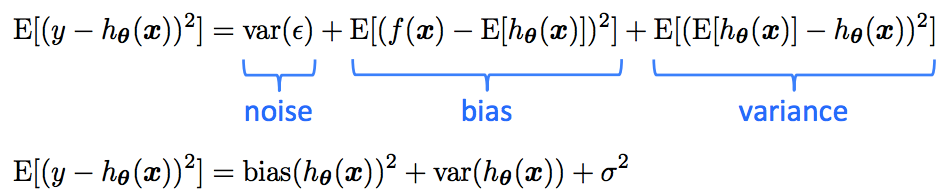 E[(y − h_θ(x))²] = var(ϵ) + E[(f(x) − E[h_θ(x)])²] + E[(E[h_θ(x)] − h_θ(x))²]
noise bias variance
E[(y − h_θ(x))²] = bias(h_θ(x))² + var(h_θ(x)) + σ²